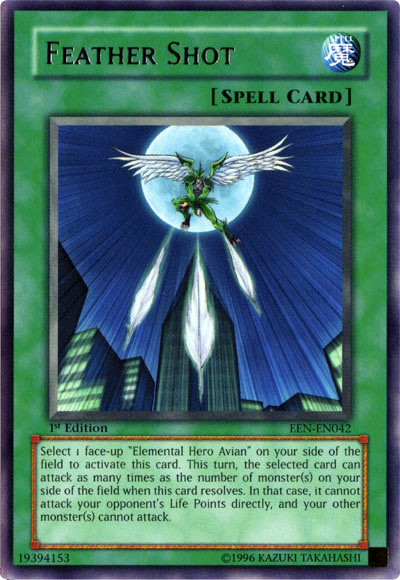 FEATHER SHOT
魔
[SPELL CARD]
1st Edition
EEN-EN042
Select 1 face-up "Elemental Hero Avian" on your side of the
field to activate this card. This turn, the selected card can
attack as many times as the number of monster(s) on your
side of the field when this card resolves. In that case, it cannot
attack your opponent's Life Points directly, and your other
monster(s) cannot attack.
19394153
©1996 KAZUKI TAKAHASHI